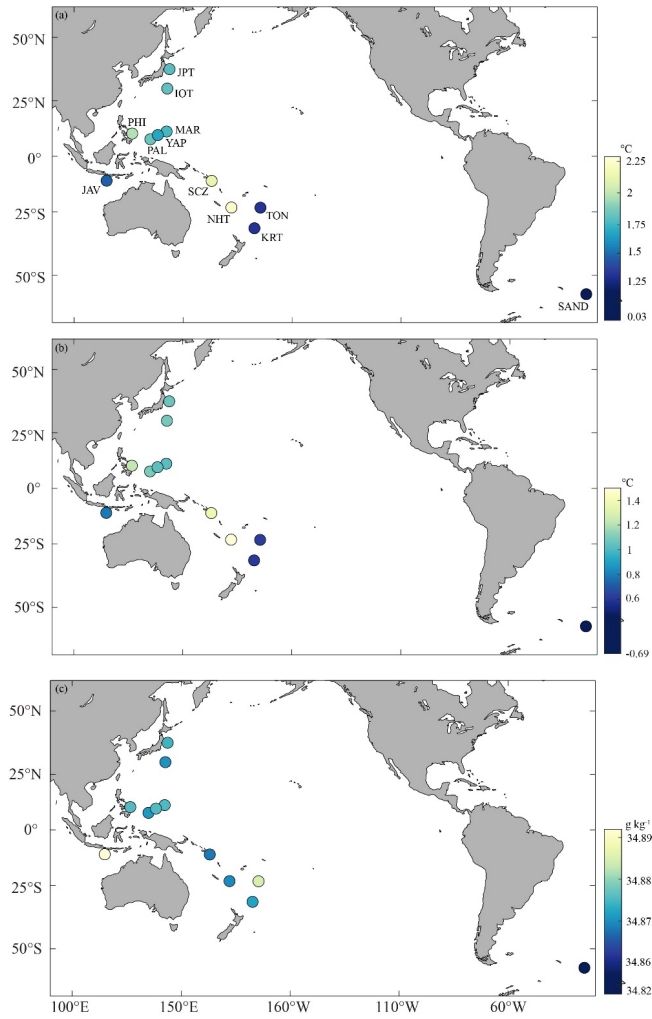 (a)
50°N
25°N
0°
25°S
50°S
JPT
IOT
PHI
MAR
YAP
PAL
JAV
SCZ
NHT
TON
KRT
SAND
°C
2.25
2
1.75
1.5
1.25
0.03
(b)
50°N
25°N
0°
25°S
50°S
°C
1.4
1.2
1
0.8
0.6
-0.69
(c)
50°N
25°N
0°
25°S
50°S
g kg⁻¹
34.89
34.88
34.87
34.86
34.82
100°E 150°E 160°W 110°W 60°W